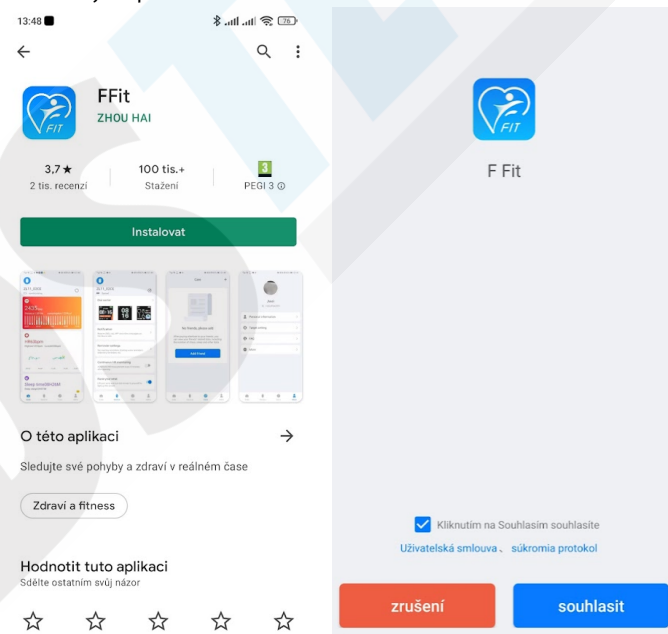 13:48
76
FIT
FFit
ZHOU HAI
3,7 ★
2 tis. recenzí
100 tis.+
Stažení
3
PEGI 3
Instalovat
O této aplikaci
Sledujte své pohyby a zdraví v reálném čase
Zdraví a fitness
Hodnotit tuto aplikaci
Sdělte ostatním svůj názor
FIT
F Fit
Kliknutím na Souhlasím souhlasíte
Uživatelská smlouva、 súkromia protokol
zrušení
souhlasit